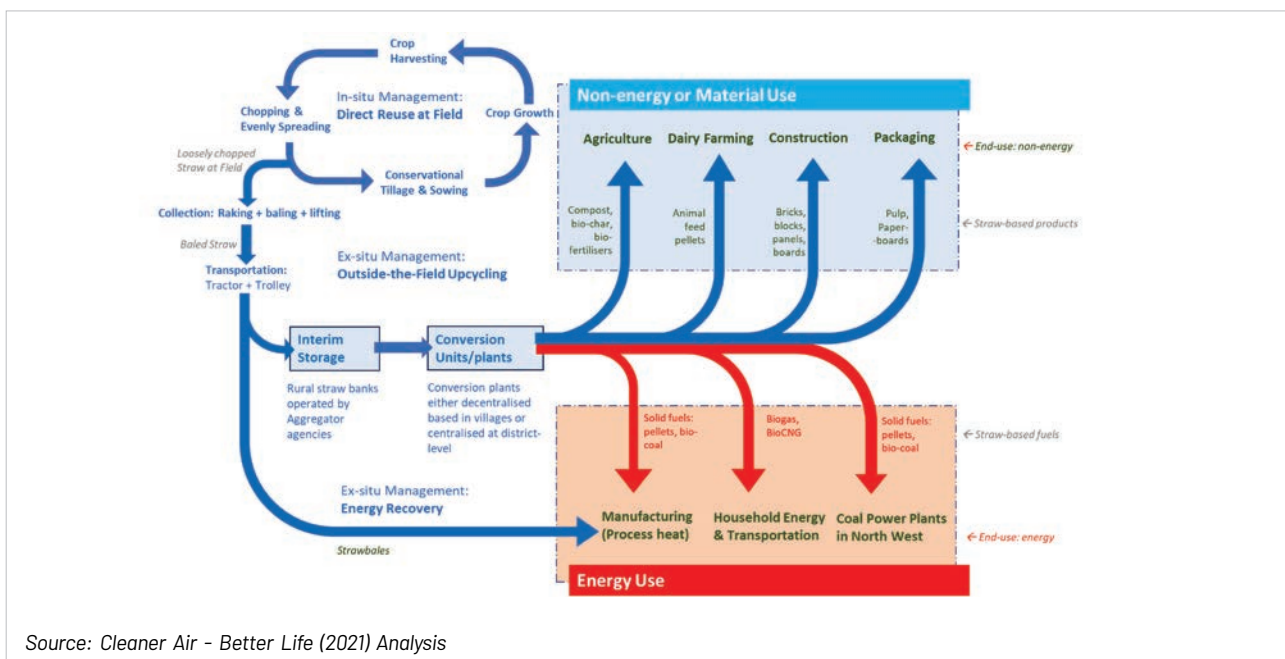 Crop
Harvesting
In-situ Management:
Direct Reuse at Field
Chopping &
Evenly Spreading
Crop Growth
Loosely chopped
Straw at Field
Conservational
Tillage & Sowing
Collection: Raking + baling + lifting
Baled Straw
Transportation:
Tractor + Trolley
Ex-situ Management:
Outside-the-Field Upcycling
Interim
Storage
Conversion
Units/plants
Rural straw banks
operated by
Aggregator
agencies
Conversion plants
either decentralised
based in villages or
centralised at district-
level
Ex-situ Management:
Energy Recovery
Strawbales
Non-energy or Material Use
Agriculture
Dairy Farming
Construction
Packaging
← End-use: non-energy
Compost,
bio-char,
bio-
fertilisers
Animal
feed
pellets
Bricks,
blocks,
panels,
boards
Pulp,
Paper-
-boards
← Straw-based products
Solid fuels:
pellets, bio-
coal
Biogas,
BioCNG
Solid fuels:
pellets,
bio-coal
← Straw-based fuels
Manufacturing
(Process heat)
Household Energy
& Transportation
Coal Power Plants
in North West
← End-use: energy
Energy Use
Source: Cleaner Air - Better Life (2021) Analysis